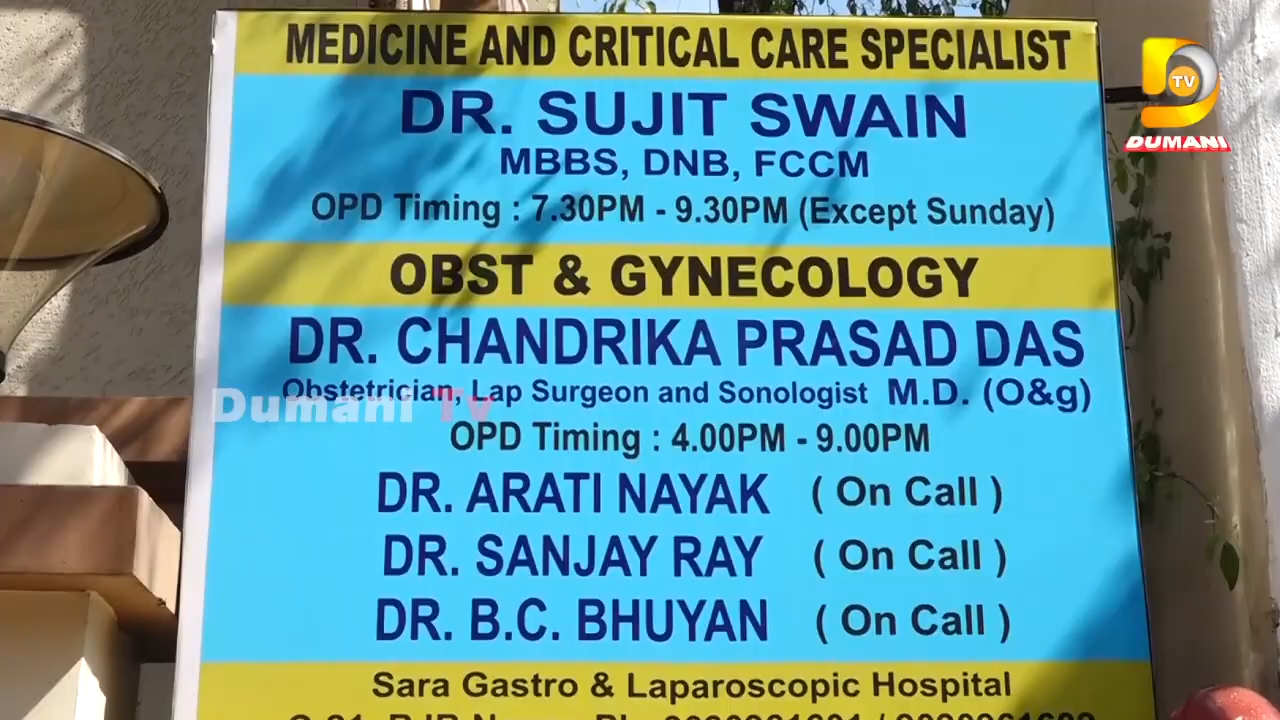 MEDICINE AND CRITICAL CARE SPECIALIST
DR. SUJIT SWAIN
MBBS, DNB, FCCM
OPD Timing : 7.30PM - 9.30PM (Except Sunday)
OBST & GYNECOLOGY
DR. CHANDRIKA PRASAD DAS
Obstetrician, Lap Surgeon and Sonologist M.D. (O&g)
OPD Timing : 4.00PM - 9.00PM
DR. ARATI NAYAK ( On Call )
DR. SANJAY RAY ( On Call )
DR. B.C. BHUYAN ( On Call )
Sara Gastro & Laparoscopic Hospital
D TV
DUMANI
Dumani Tv